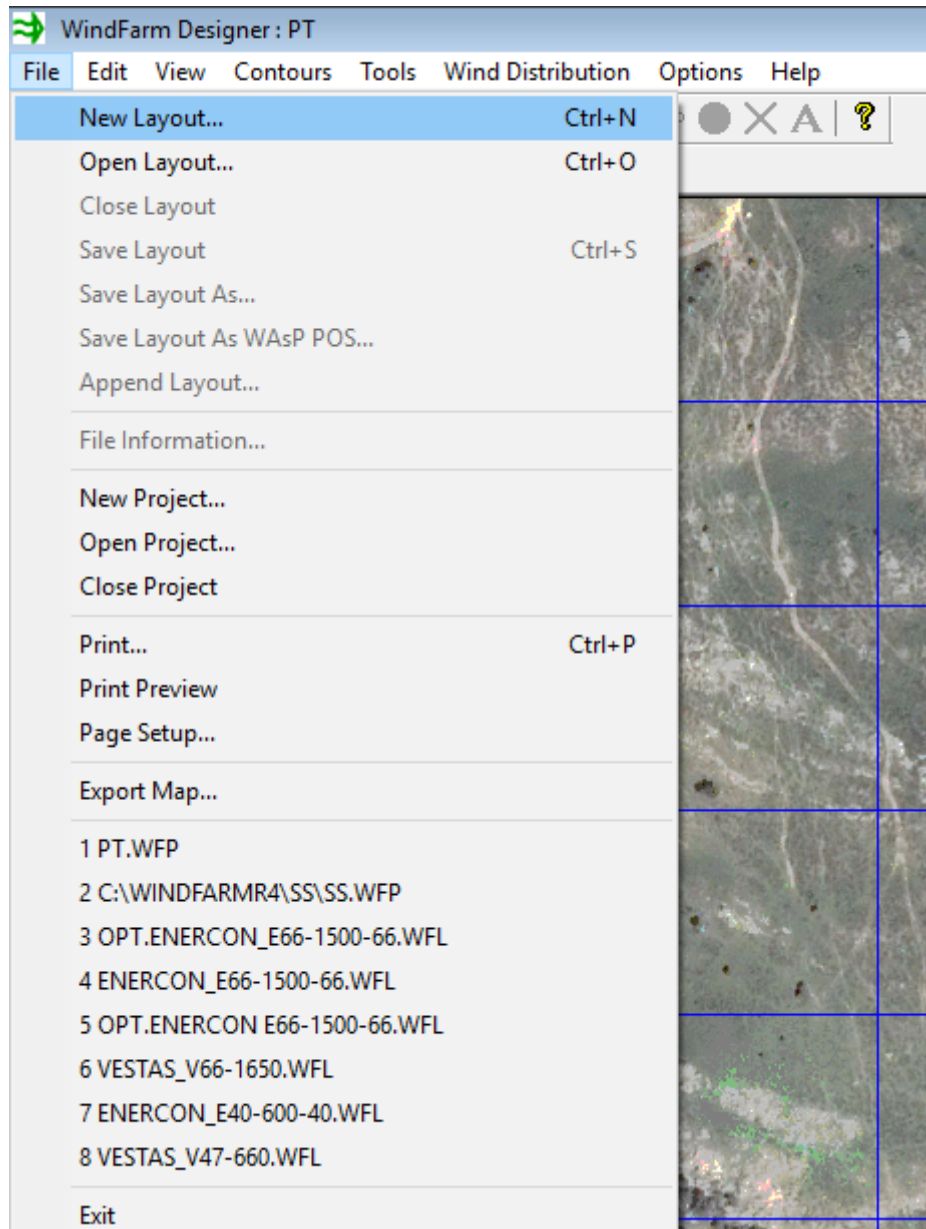 WindFarm Designer : PT
File Edit View Contours Tools Wind Distribution Options Help
New Layout... Ctrl+N
Open Layout... Ctrl+O
Close Layout
Save Layout Ctrl+S
Save Layout As...
Save Layout As WAsP POS...
Append Layout...
File Information...
New Project...
Open Project...
Close Project
Print... Ctrl+P
Print Preview
Page Setup...
Export Map...
1 PT.WFP
2 C:\WINDFARMR4\SS\SS.WFP
3 OPT.ENERCON_E66-1500-66.WFL
4 ENERCON_E66-1500-66.WFL
5 OPT.ENERCON E66-1500-66.WFL
6 VESTAS_V66-1650.WFL
7 ENERCON_E40-600-40.WFL
8 VESTAS_V47-660.WFL
Exit